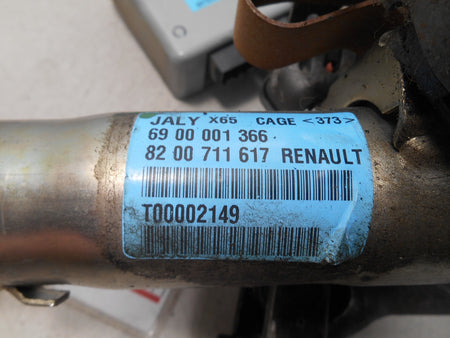 JALY X65 CAGE <373>
69 00 001 366
82 00 711 617 RENAULT
T00002149